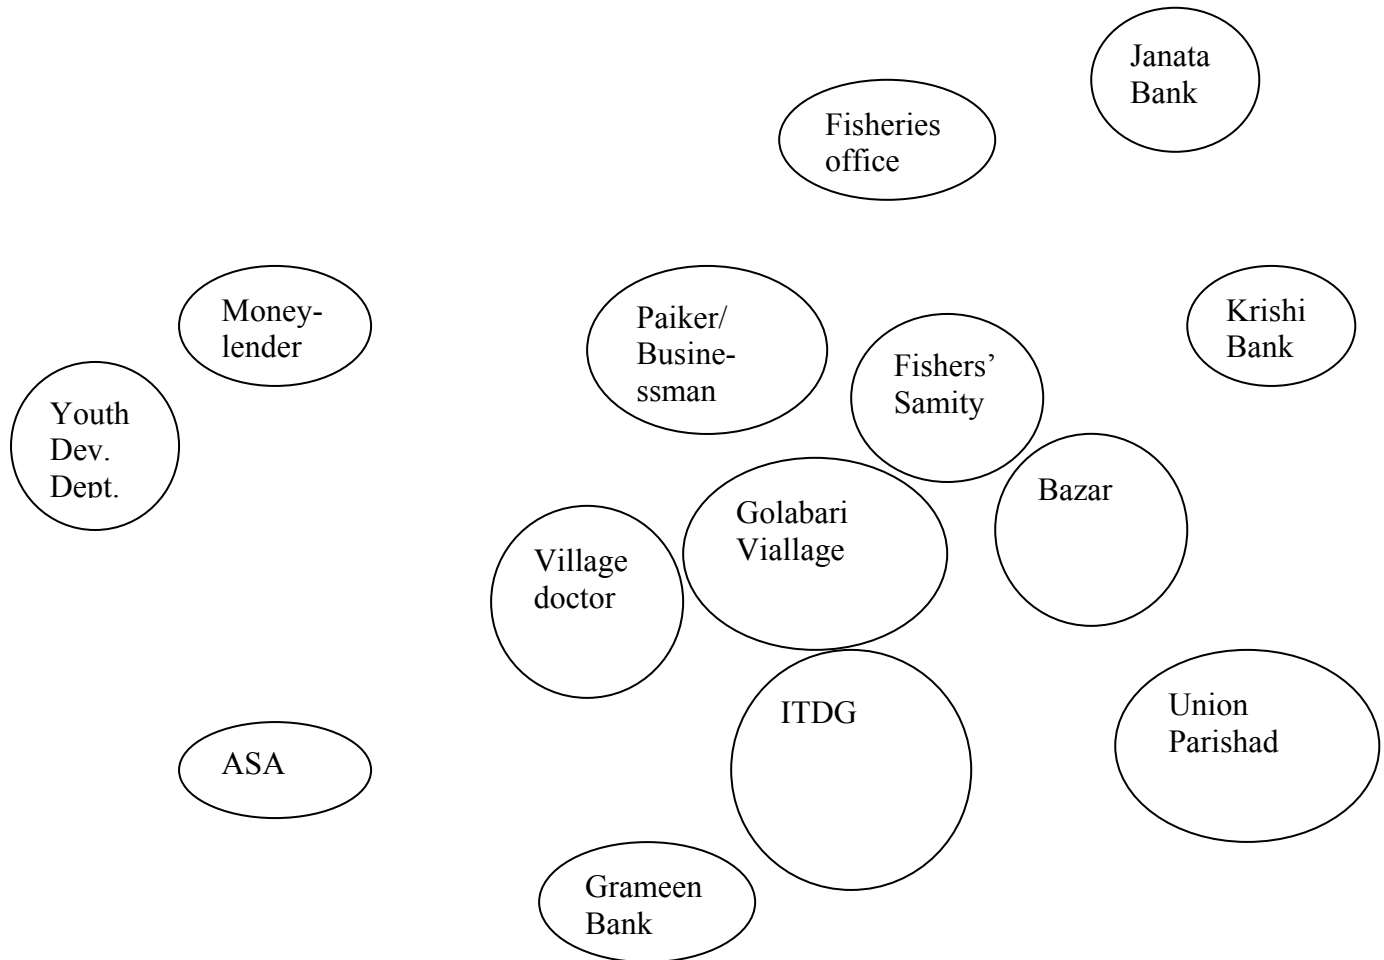 Janata
Bank
Fisheries
office
Money-
lender
Paiker/
Busine-
ssman
Krishi
Bank
Fishers’
Samity
Youth
Dev.
Dept.
Bazar
Golabari
Viallage
Village
doctor
Union
Parishad
ITDG
ASA
Grameen
Bank